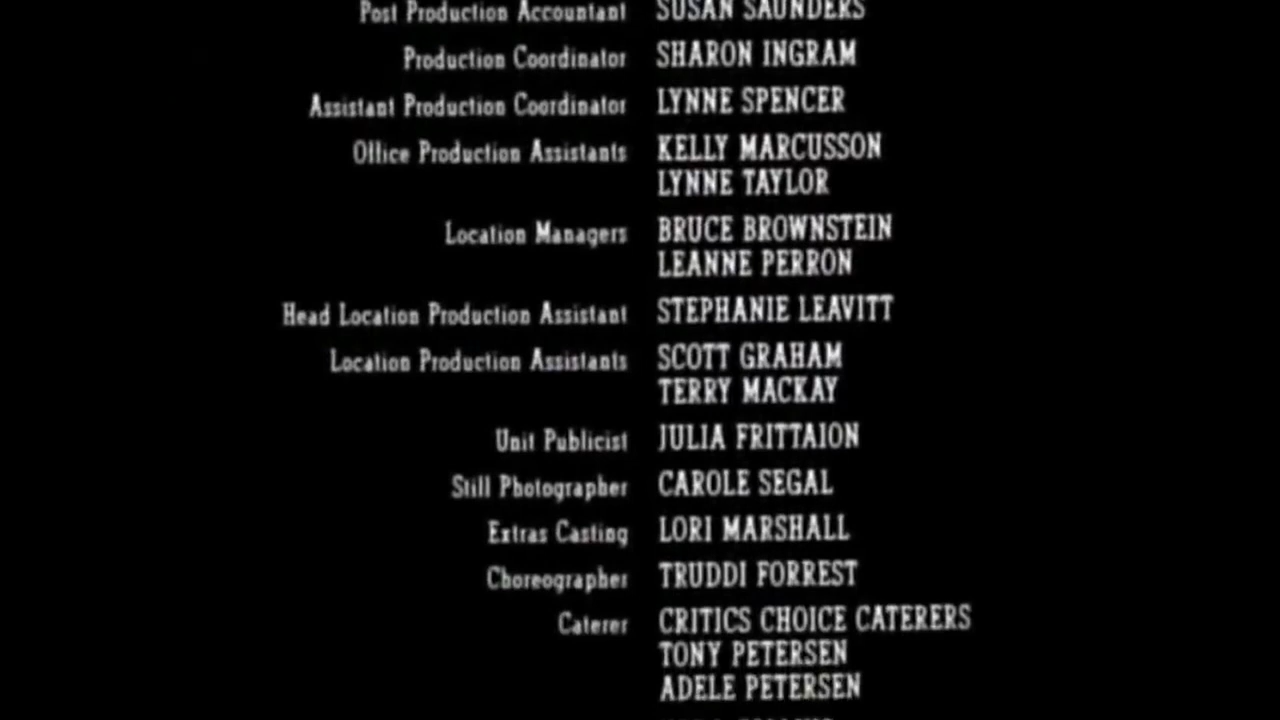 Post Production Accountant SUSAN SAUNDERS
Production Coordinator SHARON INGRAM
Assistant Production Coordinator LYNNE SPENCER
Office Production Assistants KELLY MARCUSSON
LYNNE TAYLOR
Location Managers BRUCE BROWNSTEIN
LEANNE PERRON
Head Location Production Assistant STEPHANIE LEAVITT
Location Production Assistants SCOTT GRAHAM
TERRY MACKAY
Unit Publicist JULIA FRITTAION
Still Photographer CAROLE SEGAL
Extras Casting LORI MARSHALL
Choreographer TRUDDI FORREST
Caterer CRITICS CHOICE CATERERS
TONY PETERSEN
ADELE PETERSEN